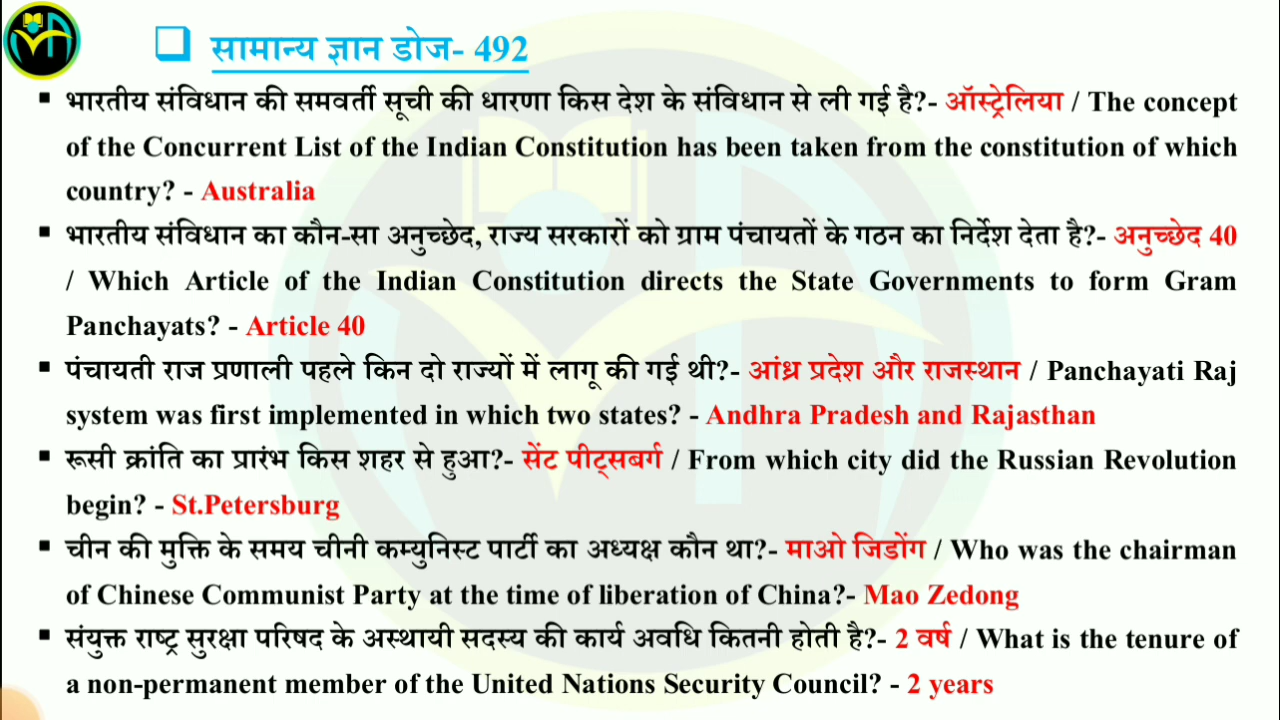 सामान्य ज्ञान डोज- 492
भारतीय संविधान की समवर्ती सूची की धारणा किस देश के संविधान से ली गई है?- ऑस्ट्रेलिया / The concept
of the Concurrent List of the Indian Constitution has been taken from the constitution of which
country? - Australia
भारतीय संविधान का कौन-सा अनुच्छेद, राज्य सरकारों को ग्राम पंचायतों के गठन का निर्देश देता है?- अनुच्छेद 40
/ Which Article of the Indian Constitution directs the State Governments to form Gram
Panchayats? - Article 40
पंचायती राज प्रणाली पहले किन दो राज्यों में लागू की गई थी?- आंध्र प्रदेश और राजस्थान / Panchayati Raj
system was first implemented in which two states? - Andhra Pradesh and Rajasthan
रूसी क्रांति का प्रारंभ किस शहर से हुआ?- सेंट पीट्सबर्ग / From which city did the Russian Revolution
begin? - St.Petersburg
चीन की मुक्ति के समय चीनी कम्युनिस्ट पार्टी का अध्यक्ष कौन था?- माओ जिडोंग / Who was the chairman
of Chinese Communist Party at the time of liberation of China?- Mao Zedong
संयुक्त राष्ट्र सुरक्षा परिषद के अस्थायी सदस्य की कार्य अवधि कितनी होती है?- 2 वर्ष / What is the tenure of
a non-permanent member of the United Nations Security Council? - 2 years